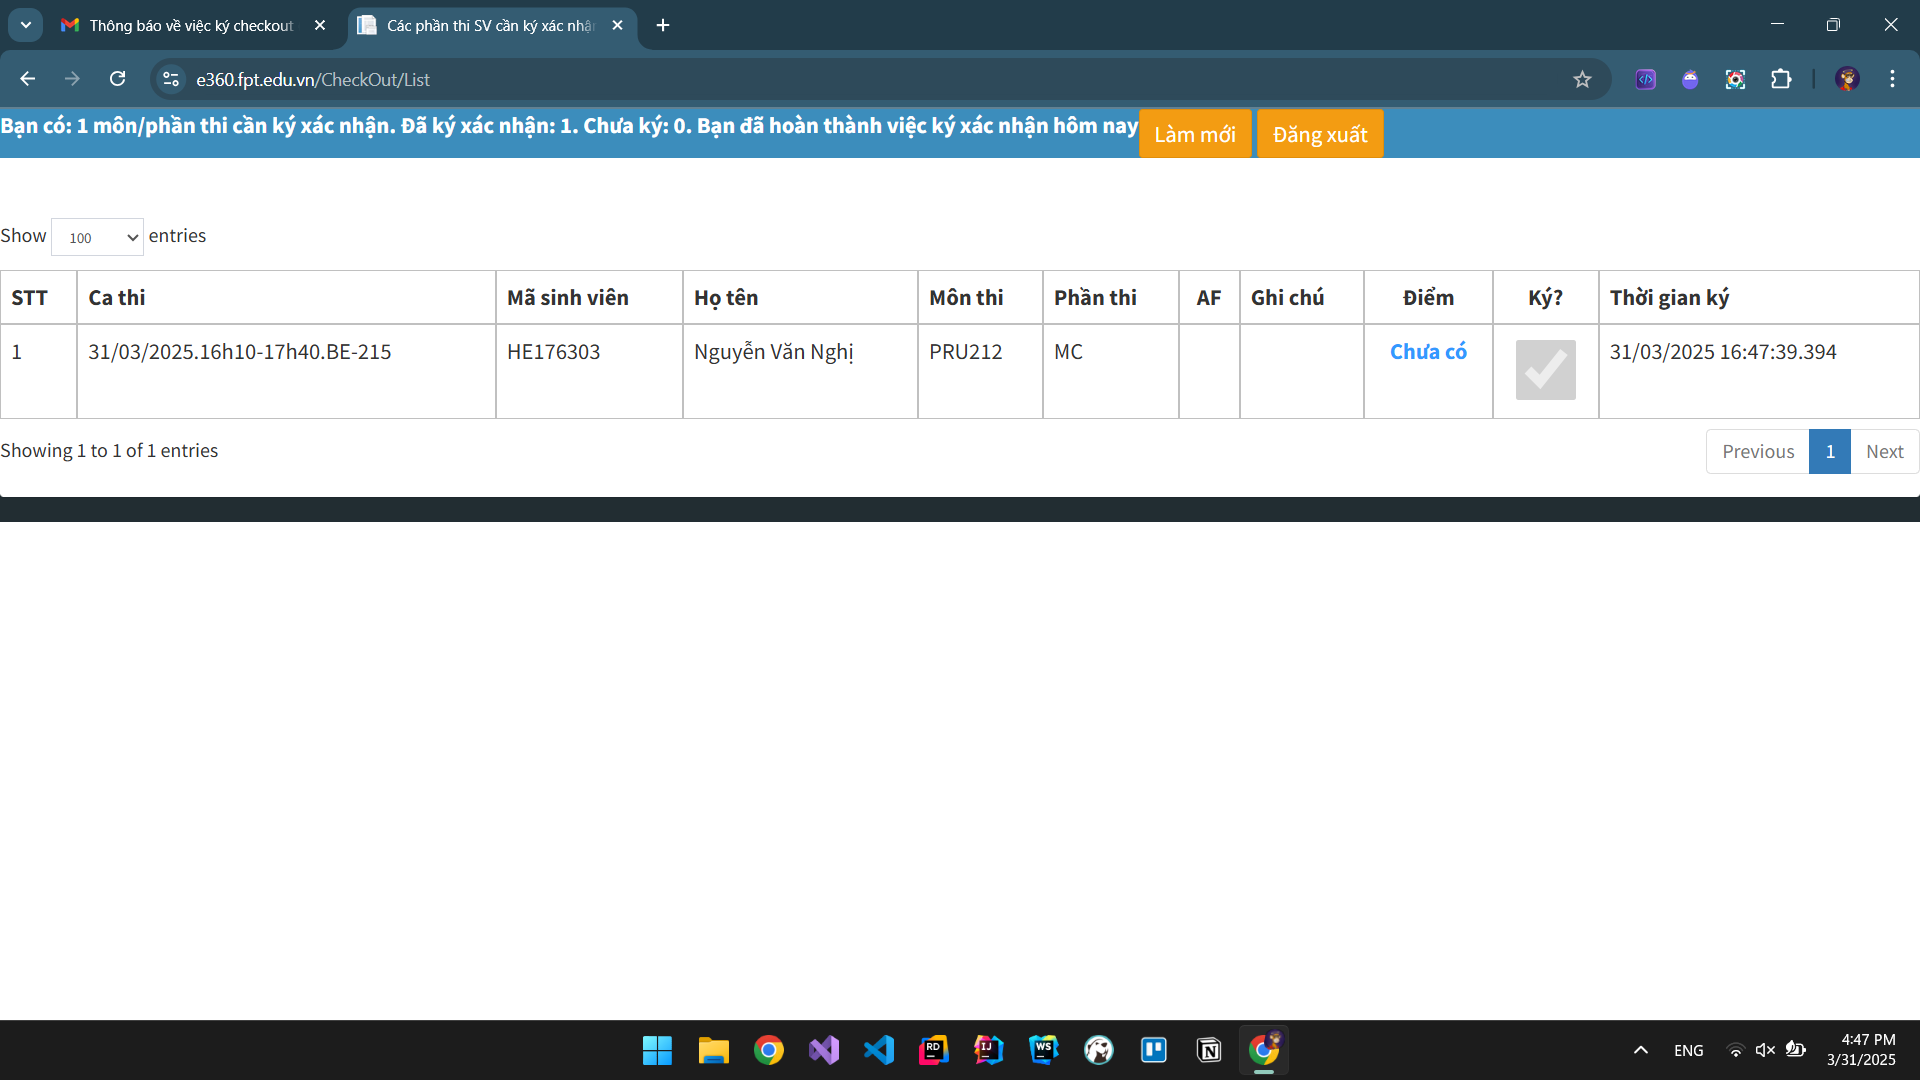 Thông báo về việc ký checkout
Các phần thi SV cần ký xác nhận
e360.fpt.edu.vn/CheckOut/List
Bạn có: 1 môn/phần thi cần ký xác nhận. Đã ký xác nhận: 1. Chưa ký: 0. Bạn đã hoàn thành việc ký xác nhận hôm nay
Làm mới
Đăng xuất
Show 100 entries
STT Ca thi Mã sinh viên Họ tên Môn thi Phần thi AF Ghi chú Điểm Ký? Thời gian ký
1 31/03/2025.16h10-17h40.BE-215 HE176303 Nguyễn Văn Nghị PRU212 MC Chưa có 31/03/2025 16:47:39.394
Showing 1 to 1 of 1 entries
Previous 1 Next
RD
IJ
WS
ENG
4:47 PM
3/31/2025